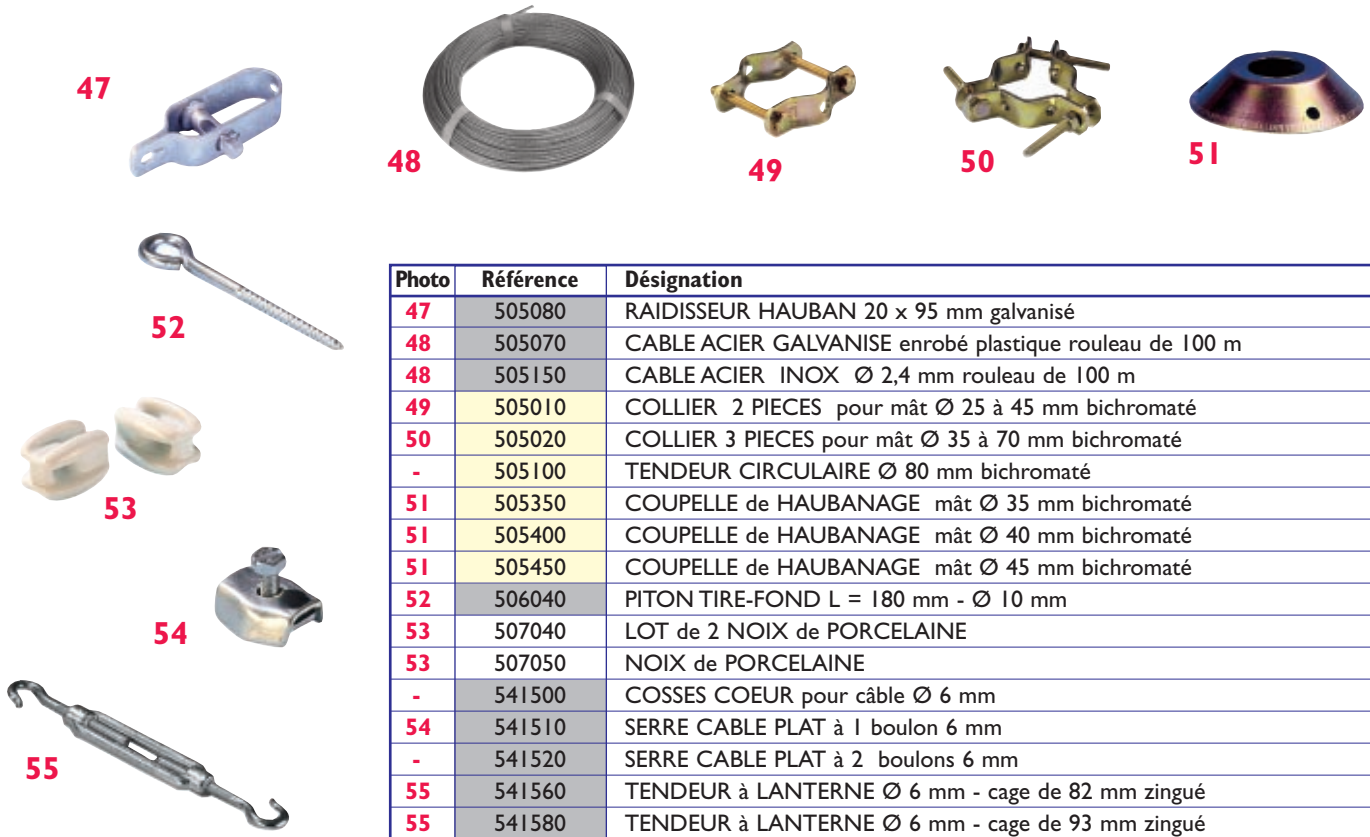 47
48
49
50
51
52
53
54
55
Photo Référence Désignation
47 505080 RAIDISSEUR HAUBAN 20 x 95 mm galvanisé
48 505070 CABLE ACIER GALVANISE enrobé plastique rouleau de 100 m
48 505150 CABLE ACIER INOX Ø 2,4 mm rouleau de 100 m
49 505010 COLLIER 2 PIECES pour mât Ø 25 à 45 mm bichromaté
50 505020 COLLIER 3 PIECES pour mât Ø 35 à 70 mm bichromaté
- 505100 TENDEUR CIRCULAIRE Ø 80 mm bichromaté
51 505350 COUPELLE de HAUBANAGE mât Ø 35 mm bichromaté
51 505400 COUPELLE de HAUBANAGE mât Ø 40 mm bichromaté
51 505450 COUPELLE de HAUBANAGE mât Ø 45 mm bichromaté
52 506040 PITON TIRE-FOND L = 180 mm - Ø 10 mm
53 507040 LOT de 2 NOIX de PORCELAINE
53 507050 NOIX de PORCELAINE
- 541500 COSSES COEUR pour câble Ø 6 mm
54 541510 SERRE CABLE PLAT à 1 boulon 6 mm
- 541520 SERRE CABLE PLAT à 2 boulons 6 mm
55 541560 TENDEUR à LANTERNE Ø 6 mm - cage de 82 mm zingué
55 541580 TENDEUR à LANTERNE Ø 6 mm - cage de 93 mm zingué